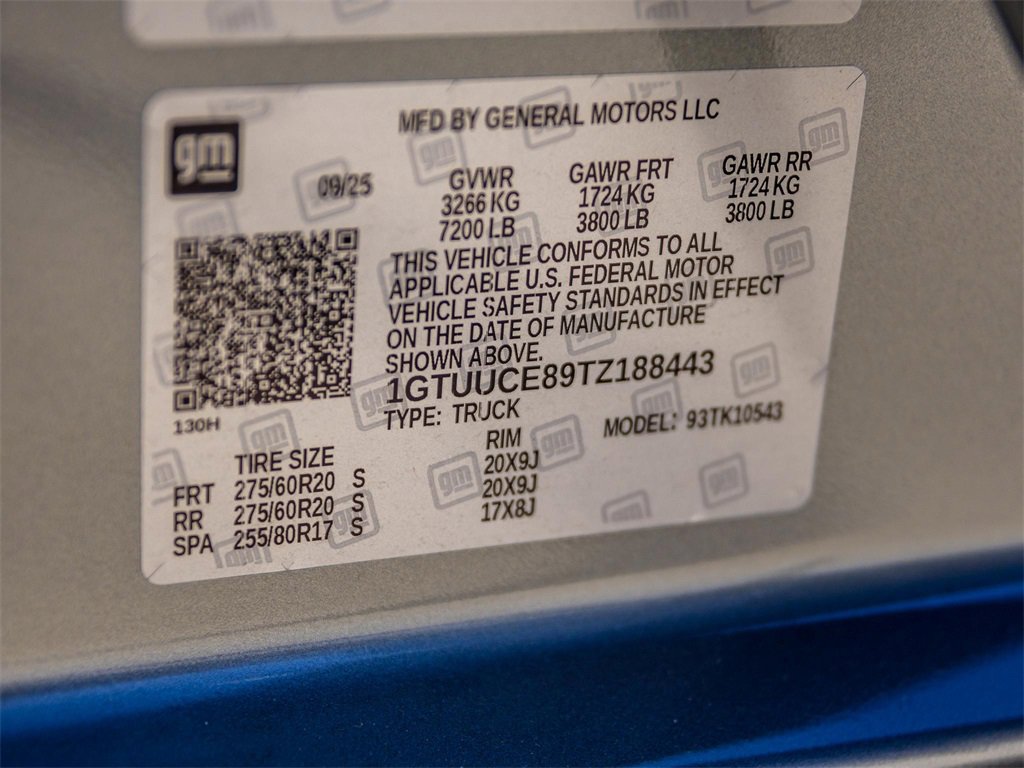 gm
MFD BY GENERAL MOTORS LLC
09/25
GVWR
3266 KG
7200 LB
GAWR FRT
1724 KG
3800 LB
GAWR RR
1724 KG
3800 LB
THIS VEHICLE CONFORMS TO ALL
APPLICABLE U.S. FEDERAL MOTOR
VEHICLE SAFETY STANDARDS IN EFFECT
ON THE DATE OF MANUFACTURE
SHOWN ABOVE.
1GTUUCE89TZ188443
TYPE: TRUCK
MODEL: 93TK10543
130H
TIRE SIZE RIM
FRT 275/60R20 S 20X9J
RR 275/60R20 S 20X9J
SPA 255/80R17 S 17X8J